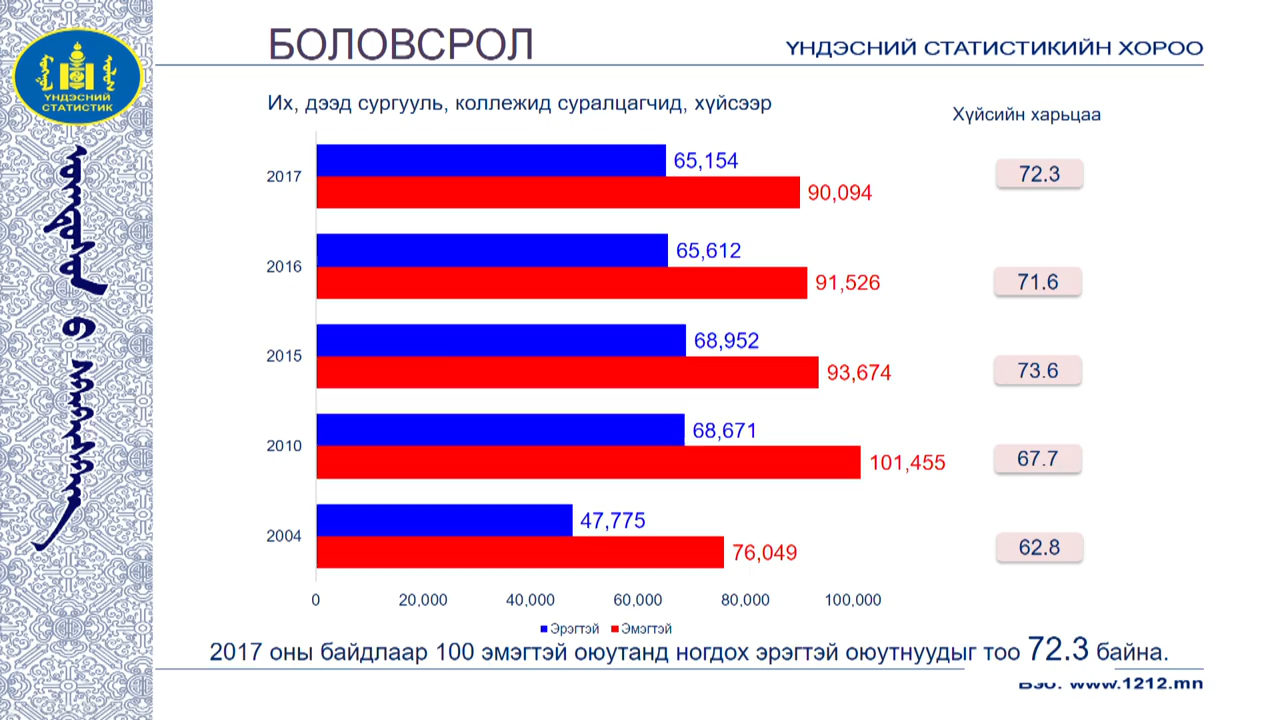 БОЛОВСРОЛ
ҮНДЭСНИЙ СТАТИСТИКИЙН ХОРОО
ҮНДЭСНИЙ
СТАТИСТИК
Их, дээд сургууль, коллежид суралцагчид, хүйсээр
Хүйсийн харьцаа
2017
65,154
90,094
72.3
2016
65,612
91,526
71.6
2015
68,952
93,674
73.6
2010
68,671
101,455
67.7
2004
47,775
76,049
62.8
0 20,000 40,000 60,000 80,000 100,000
Эрэгтэй Эмэгтэй
2017 оны байдлаар 100 эмэгтэй оюутанд ногдох эрэгтэй оюутнуудыг тоо 72.3 байна.
Вэб: www.1212.mn